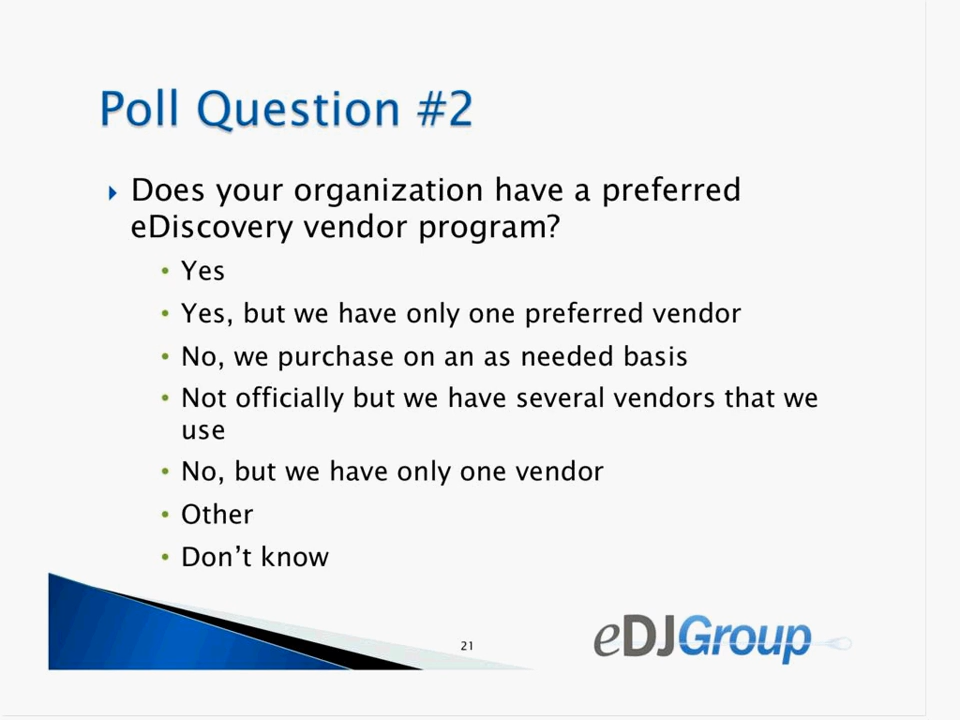 Poll Question #2
Does your organization have a preferred
eDiscovery vendor program?
Yes
Yes, but we have only one preferred vendor
No, we purchase on an as needed basis
Not officially but we have several vendors that we
use
No, but we have only one vendor
Other
Don’t know
21
eDJGroup